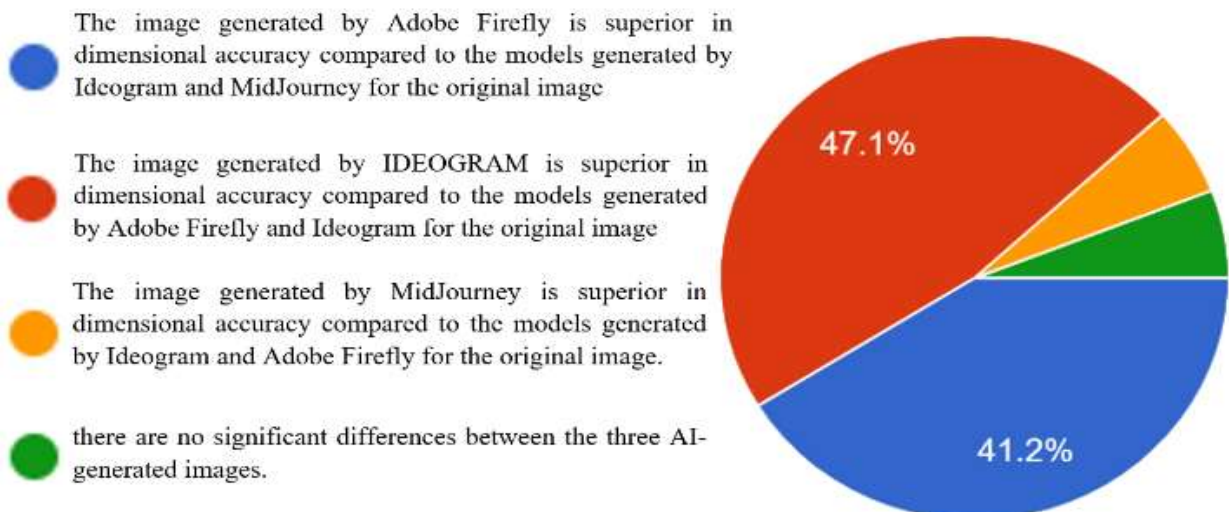 The image generated by Adobe Firefly is superior in
dimensional accuracy compared to the models generated by
Ideogram and MidJourney for the original image
The image generated by IDEOGRAM is superior in
dimensional accuracy compared to the models generated
by Adobe Firefly and Ideogram for the original image
The image generated by MidJourney is superior in
dimensional accuracy compared to the models generated
by Ideogram and Adobe Firefly for the original image.
there are no significant differences between the three AI-
generated images.
47.1%
41.2%